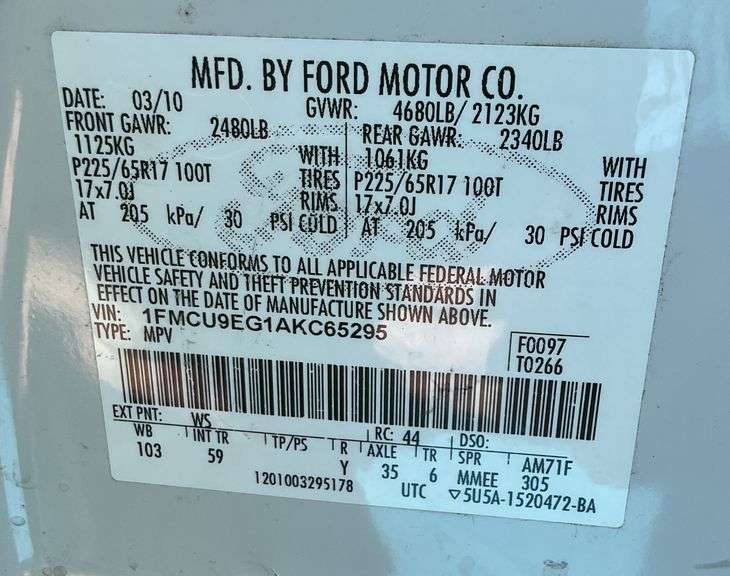 MFD. BY FORD MOTOR CO.
DATE: 03/10 GVWR: 4680LB/ 2123KG
FRONT GAWR: 2480LB REAR GAWR: 2340LB
1125KG WITH 1061KG WITH
P225/65R17 100T TIRES P225/65R17 100T TIRES
17x7.0J RIMS 17x7.0J RIMS
AT 205 kPa/ 30 PSI COLD AT 205 kPa/ 30 PSI COLD
THIS VEHICLE CONFORMS TO ALL APPLICABLE FEDERAL MOTOR
VEHICLE SAFETY AND THEFT PREVENTION STANDARDS IN
EFFECT ON THE DATE OF MANUFACTURE SHOWN ABOVE.
VIN: 1FMCU9EG1AKC65295
TYPE: MPV
F0097
T0266
EXT PNT: WS RC: 44 DSO:
WB INT TR TP/PS R AXLE TR SPR AM71F
103 59 Y 35 6 MMEE 305
1201003295178 UTC ▽5U5A-1520472-BA